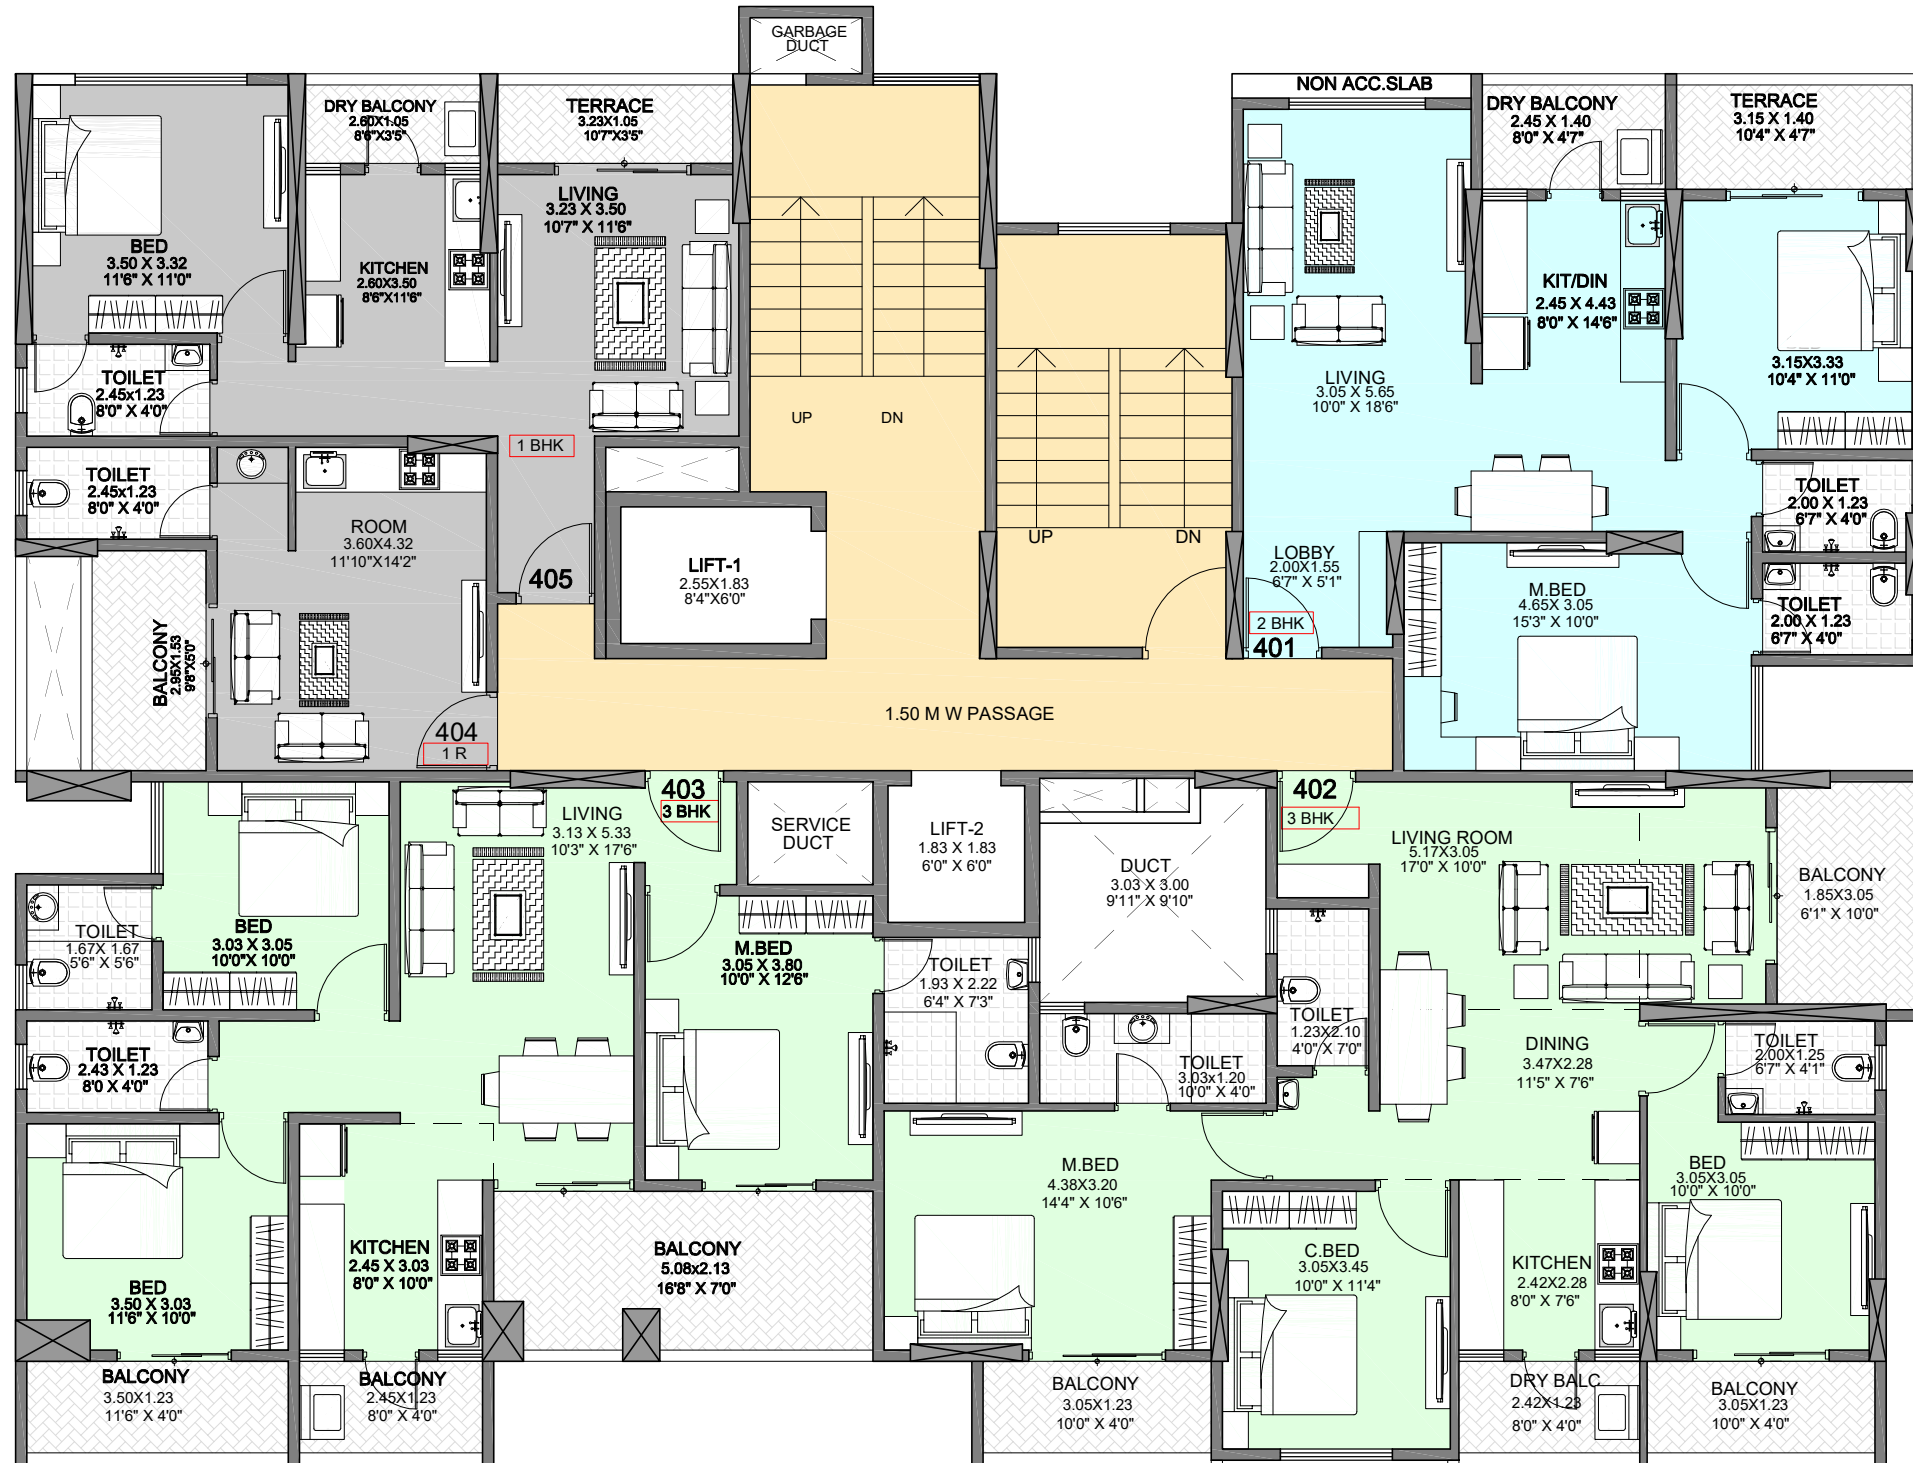 GARBAGE
DUCT
DRY BALCONY
2.60X1.05
8'6"X3'5"
TERRACE
3.23X1.05
10'7"X3'5"
BED
3.50 X 3.32
11'6" X 11'0"
KITCHEN
2.60X3.50
8'6"X11'6"
LIVING
3.23 X 3.50
10'7" X 11'6"
TOILET
2.45x1.23
8'0" X 4'0"
1 BHK
405
TOILET
2.45x1.23
8'0" X 4'0"
ROOM
3.60X4.32
11'10"X14'2"
BALCONY
2.95X1.53
9'8"X5'0"
404
1 R
LIFT-1
2.55X1.83
8'4"X6'0"
UP
DN
UP
DN
1.50 M W PASSAGE
NON ACC.SLAB
DRY BALCONY
2.45 X 1.40
8'0" X 4'7"
TERRACE
3.15 X 1.40
10'4" X 4'7"
KIT/DIN
2.45 X 4.43
8'0" X 14'6"
3.15X3.33
10'4" X 11'0"
LIVING
3.05 X 5.65
10'0" X 18'6"
TOILET
2.00 X 1.23
6'7" X 4'0"
LOBBY
2.00X1.55
6'7" X 5'1"
2 BHK
401
M.BED
4.65X 3.05
15'3" X 10'0"
TOILET
2.00 X 1.23
6'7" X 4'0"
403
3 BHK
LIVING
3.13 X 5.33
10'3" X 17'6"
SERVICE
DUCT
LIFT-2
1.83 X 1.83
6'0" X 6'0"
DUCT
3.03 X 3.00
9'11" X 9'10"
402
3 BHK
LIVING ROOM
5.17X3.05
17'0" X 10'0"
BALCONY
1.85X3.05
6'1" X 10'0"
TOILET
1.67X 1.67
5'6" X 5'6"
BED
3.03 X 3.05
10'0"X10'0"
M.BED
3.05 X 3.80
10'0" X 12'6"
TOILET
1.93 X 2.22
6'4" X 7'3"
TOILET
1.23X2.10
4'0" X 7'0"
DINING
3.47X2.28
11'5" X 7'6"
TOILET
2.00X1.25
6'7" X 4'1"
TOILET
2.43 X 1.23
8'0 X 4'0"
TOILET
3.03x1.20
10'0" X 4'0"
M.BED
4.38X3.20
14'4" X 10'6"
BED
3.05X3.05
10'0" X 10'0"
BED
3.50 X 3.03
11'6" X 10'0"
KITCHEN
2.45 X 3.03
8'0" X 10'0"
BALCONY
5.08x2.13
16'8" X 7'0"
C.BED
3.05X3.45
10'0" X 11'4"
KITCHEN
2.42X2.28
8'0" X 7'6"
BALCONY
3.50X1.23
11'6" X 4'0"
BALCONY
2.45X1.23
8'0" X 4'0"
BALCONY
3.05X1.23
10'0" X 4'0"
DRY BALC
2.42X1.23
8'0" X 4'0"
BALCONY
3.05X1.23
10'0" X 4'0"